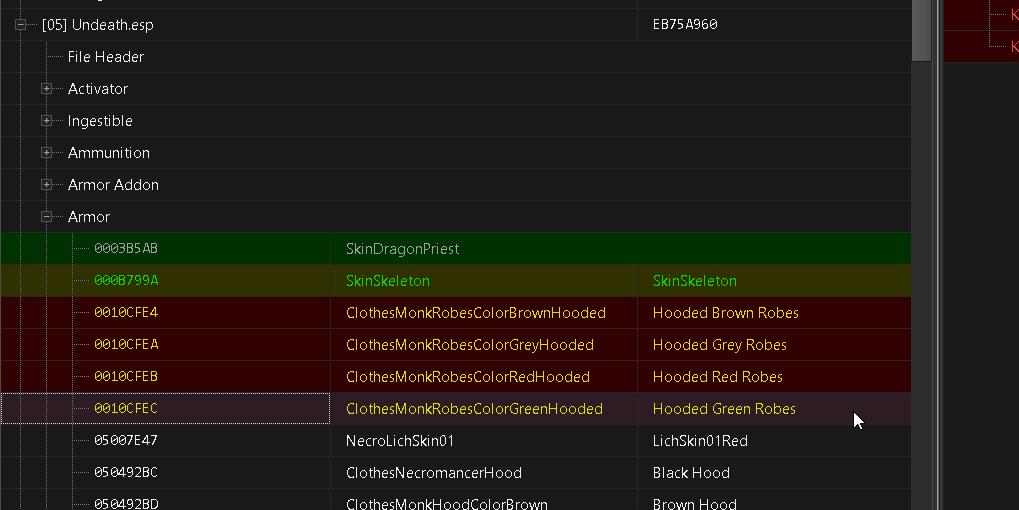 [05] Undeath.esp EB75A960
File Header
Activator
Ingestible
Ammunition
Armor Addon
Armor
0003B5AB SkinDragonPriest
000B799A SkinSkeleton SkinSkeleton
0010CFE4 ClothesMonkRobesColorBrownHooded Hooded Brown Robes
0010CFEA ClothesMonkRobesColorGreyHooded Hooded Grey Robes
0010CFEB ClothesMonkRobesColorRedHooded Hooded Red Robes
0010CFEC ClothesMonkRobesColorGreenHooded Hooded Green Robes
05007E47 NecroLichSkin01 LichSkin01Red
050492BC ClothesNecromancerHood Black Hood
050492BD ClothesMonkHoodColorBrown Brown Hood